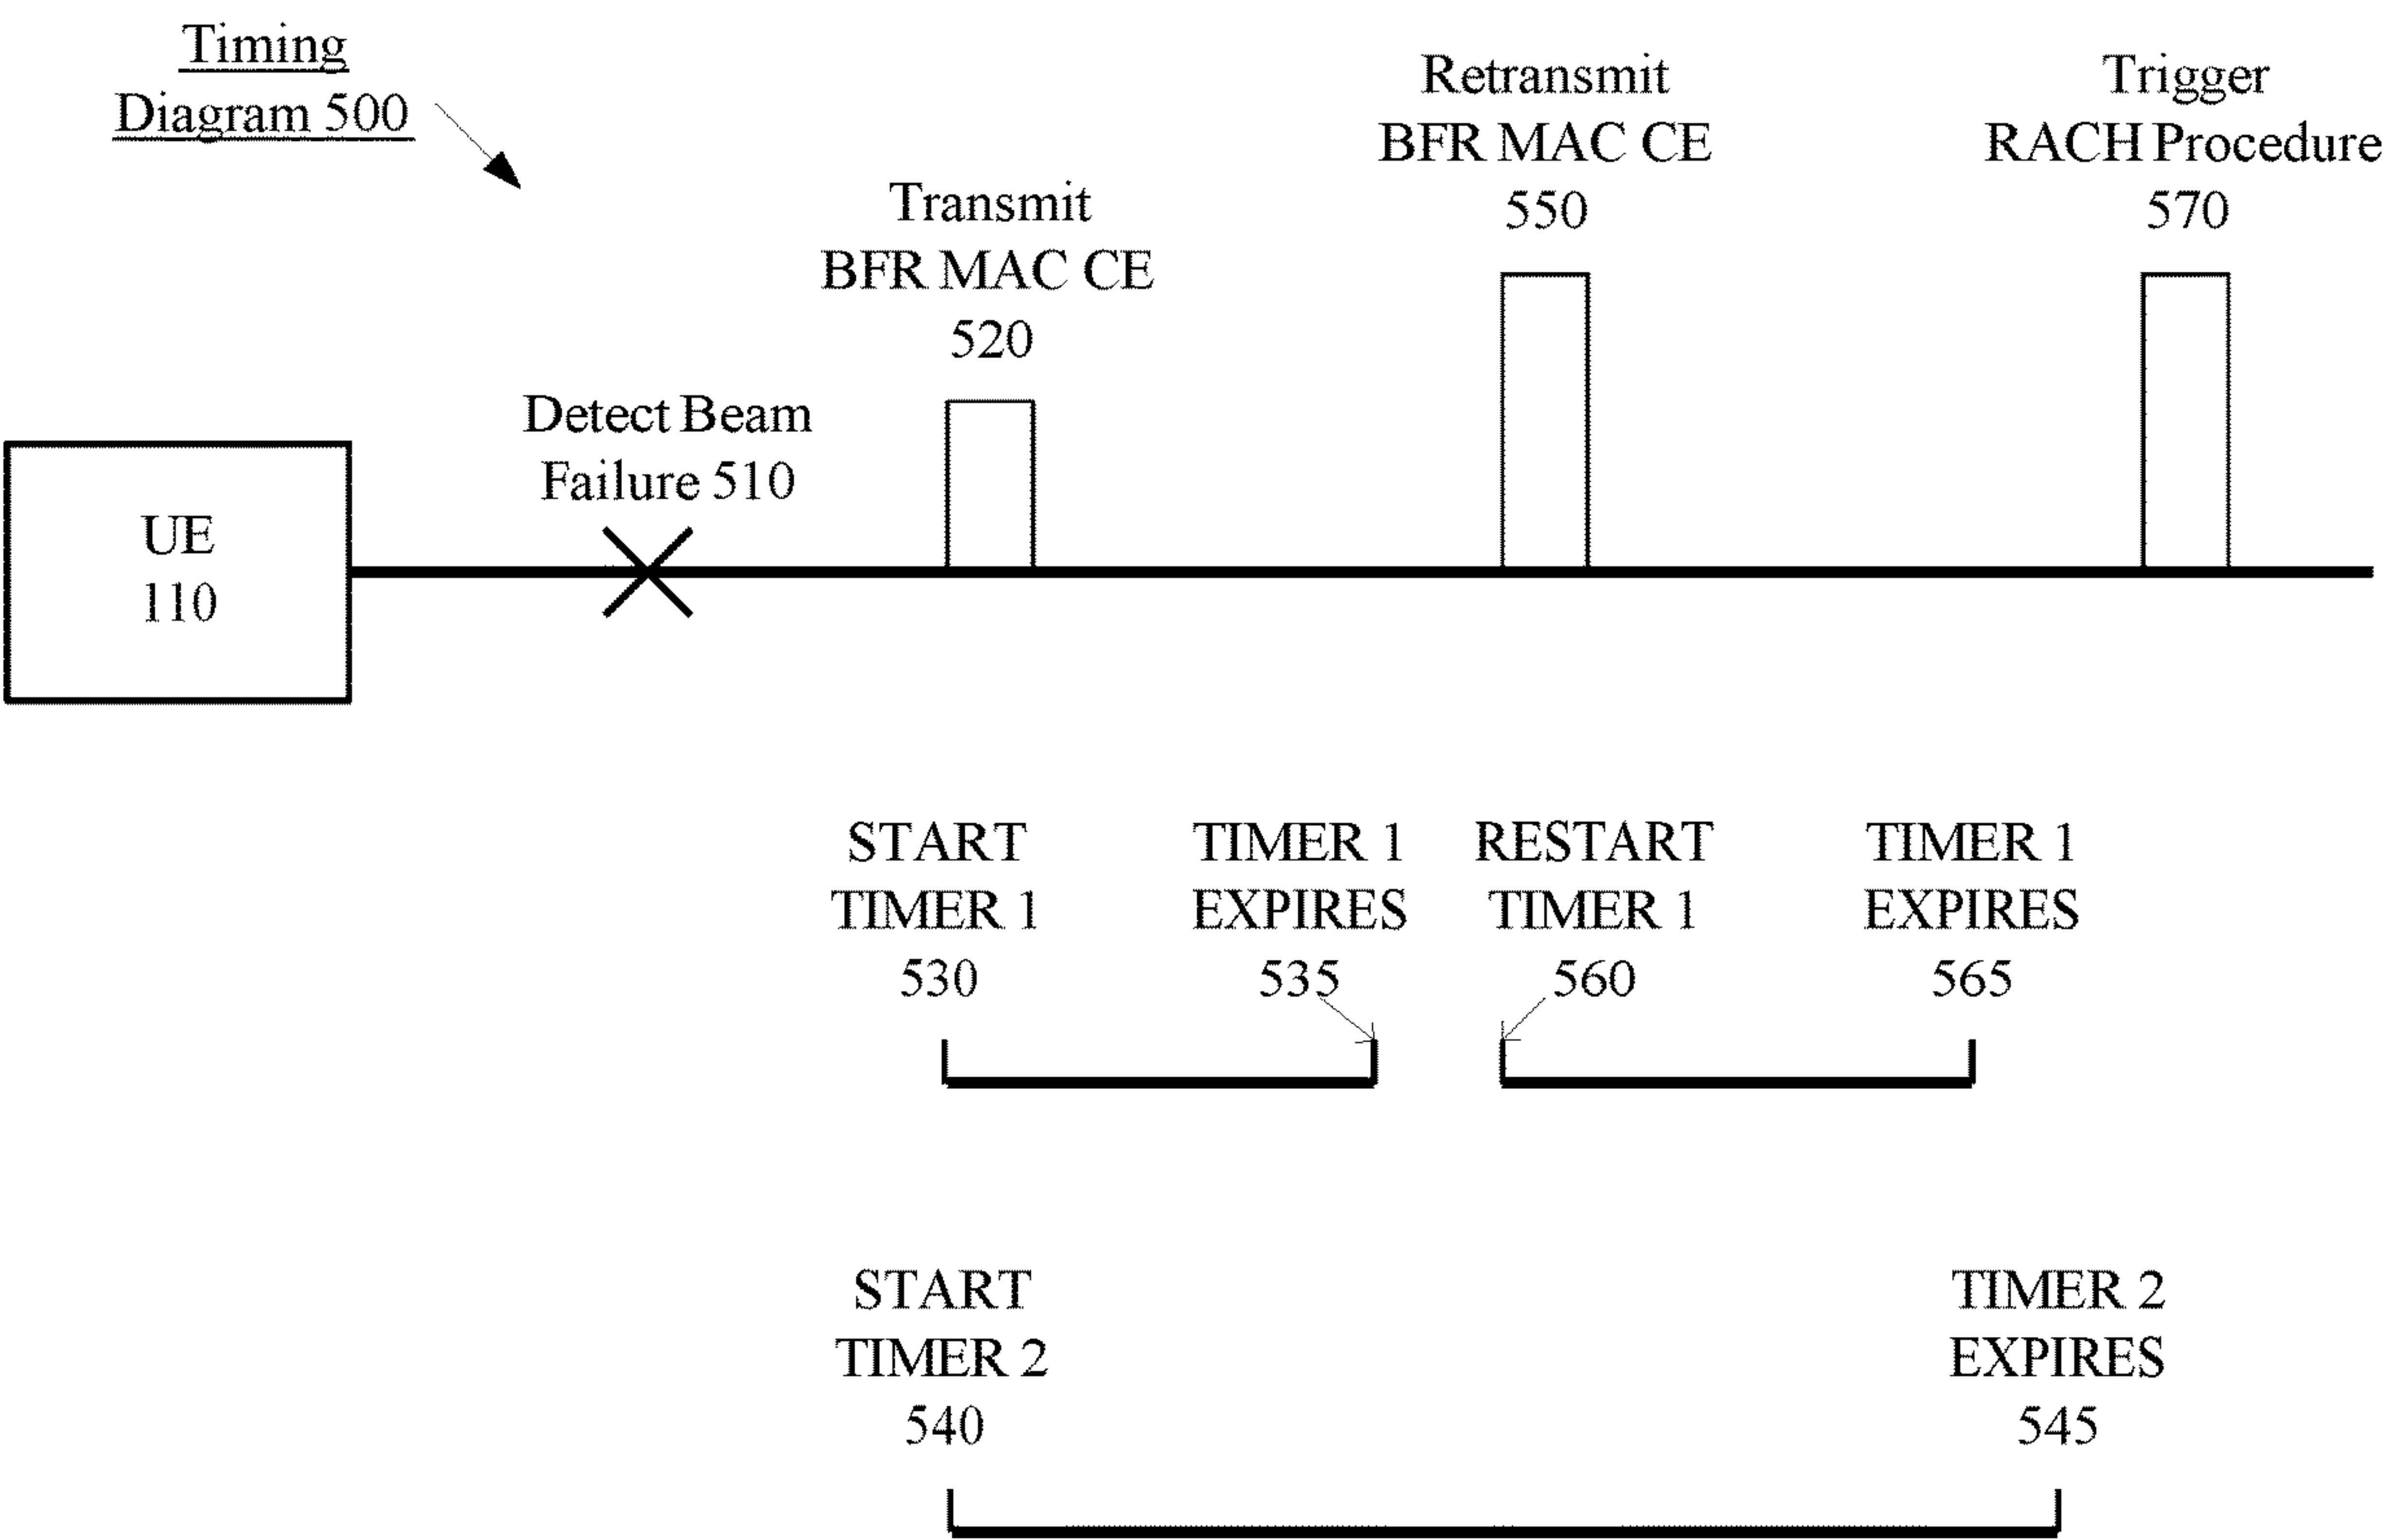 Timing
Diagram 500
Retransmit
BFR MAC CE
550
Trigger
RACH Procedure
570
Transmit
BFR MAC CE
520
Detect Beam
Failure 510
UE
110
START
TIMER 1
530
TIMER 1
EXPIRES
535
RESTART
TIMER 1
560
TIMER 1
EXPIRES
565
START
TIMER 2
540
TIMER 2
EXPIRES
545